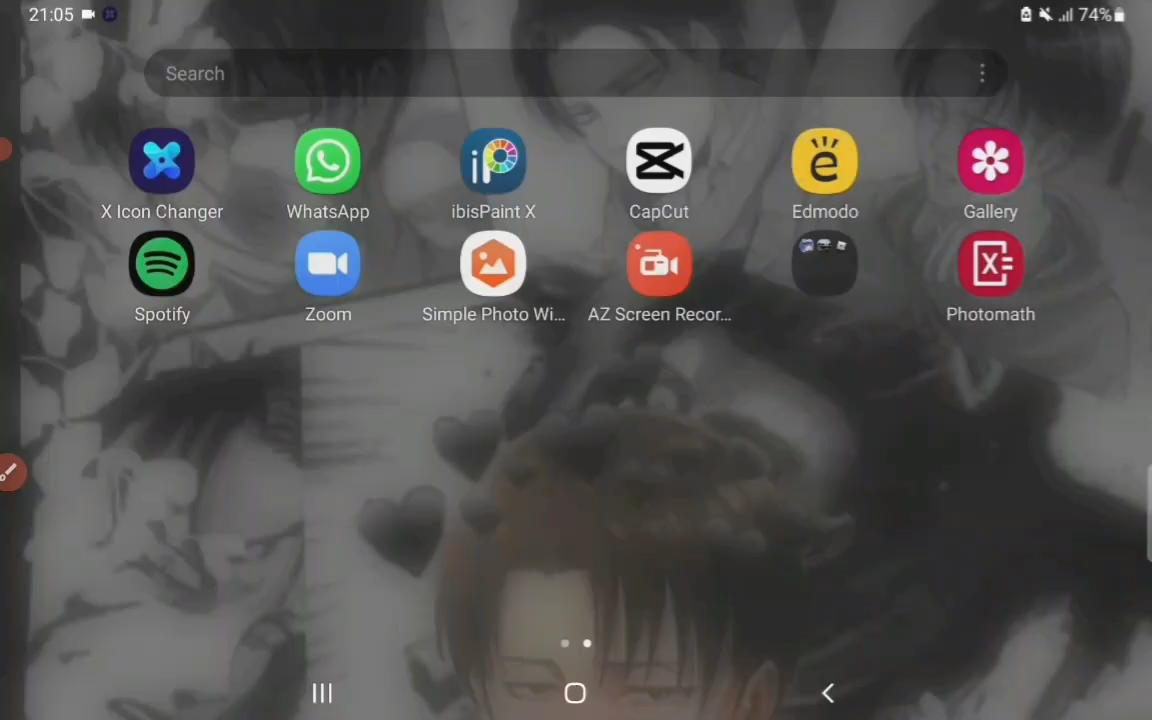 21:05
74%
Search
X Icon Changer
WhatsApp
ibisPaint X
CapCut
Edmodo
Gallery
Spotify
Zoom
Simple Photo Wi...
AZ Screen Recor...
Photomath